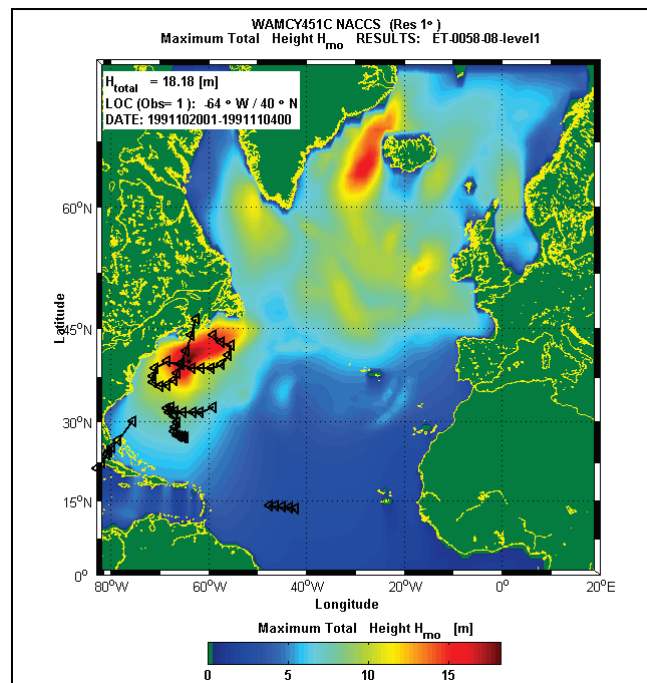 WAMCY451C NACCS (Res 1° )
Maximum Total Height Hmo RESULTS: ET-0058-08-level1
Htotal = 18.18 [m]
LOC (Obs= 1 ): -64 ° W / 40 ° N
DATE: 1991102001-1991110400
60°N
45°N
30°N
15°N
0°
Latitude
80°W 60°W 40°W 20°W 0° 20°E
Longitude
Maximum Total Height Hmo [m]
0 5 10 15